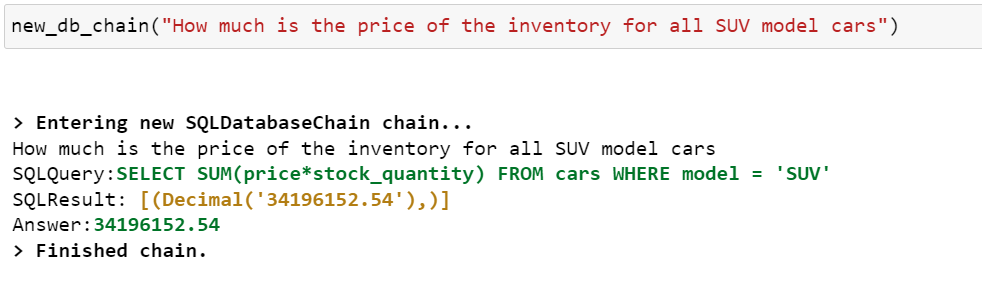 new_db_chain("How much is the price of the inventory for all SUV model cars")
> Entering new SQLDatabaseChain chain...
How much is the price of the inventory for all SUV model cars
SQLQuery:SELECT SUM(price*stock_quantity) FROM cars WHERE model = 'SUV'
SQLResult: [(Decimal('34196152.54'),)]
Answer:34196152.54
> Finished chain.